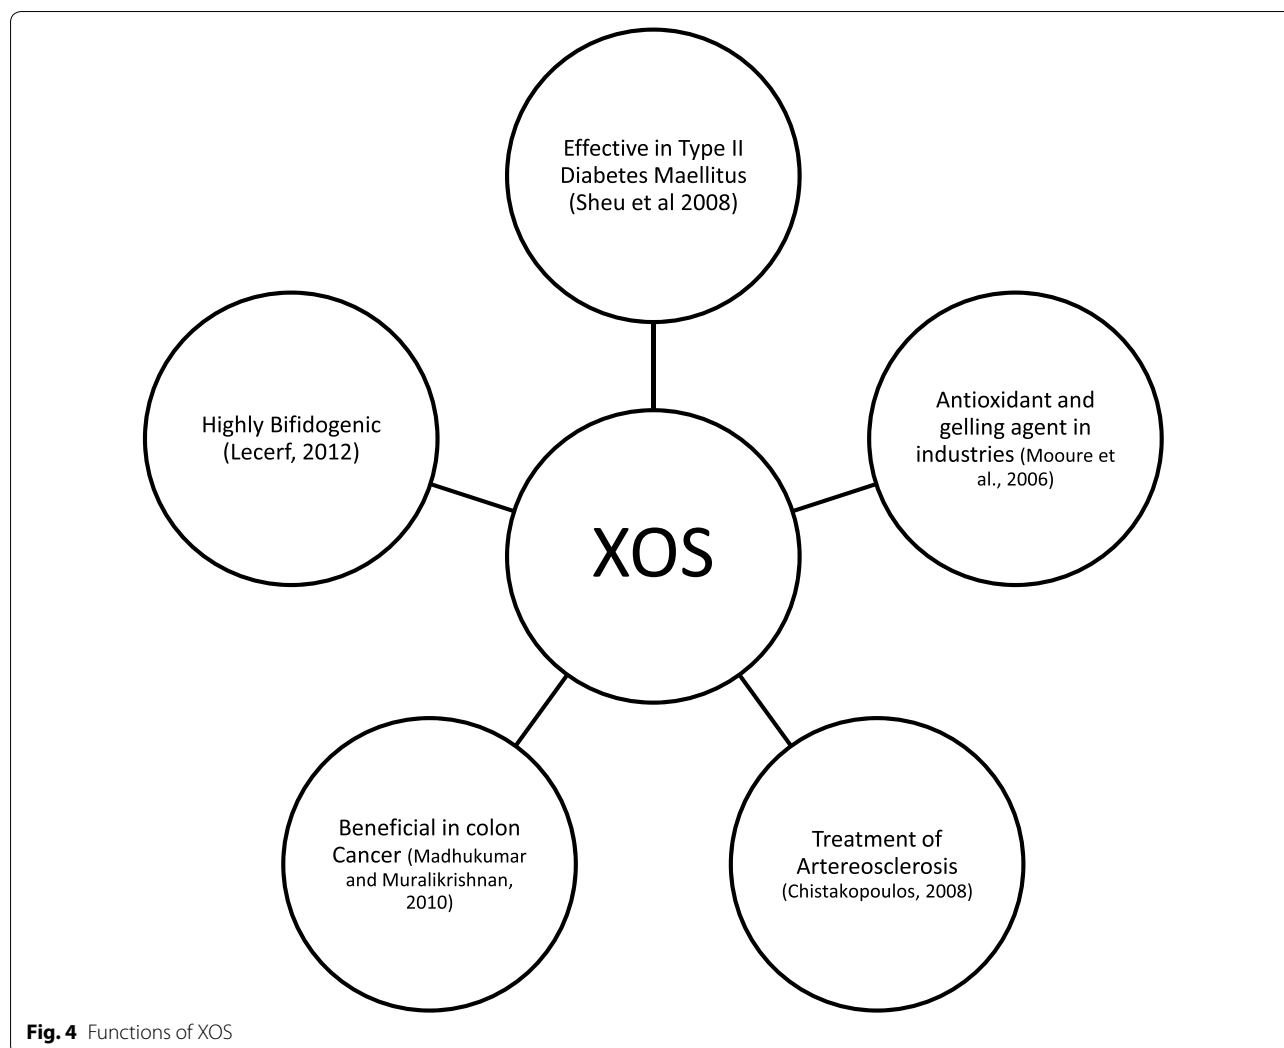 Effective in Type II
Diabetes Maellitus
(Sheu et al 2008)
Highly Bifidogenic
(Lecerf, 2012)
Antioxidant and
gelling agent in
industries (Mooure et
al., 2006)
XOS
Beneficial in colon
Cancer (Madhukumar
and Muralikrishnan,
2010)
Treatment of
Artereosclerosis
(Chistakopoulos, 2008)
Fig. 4 Functions of XOS